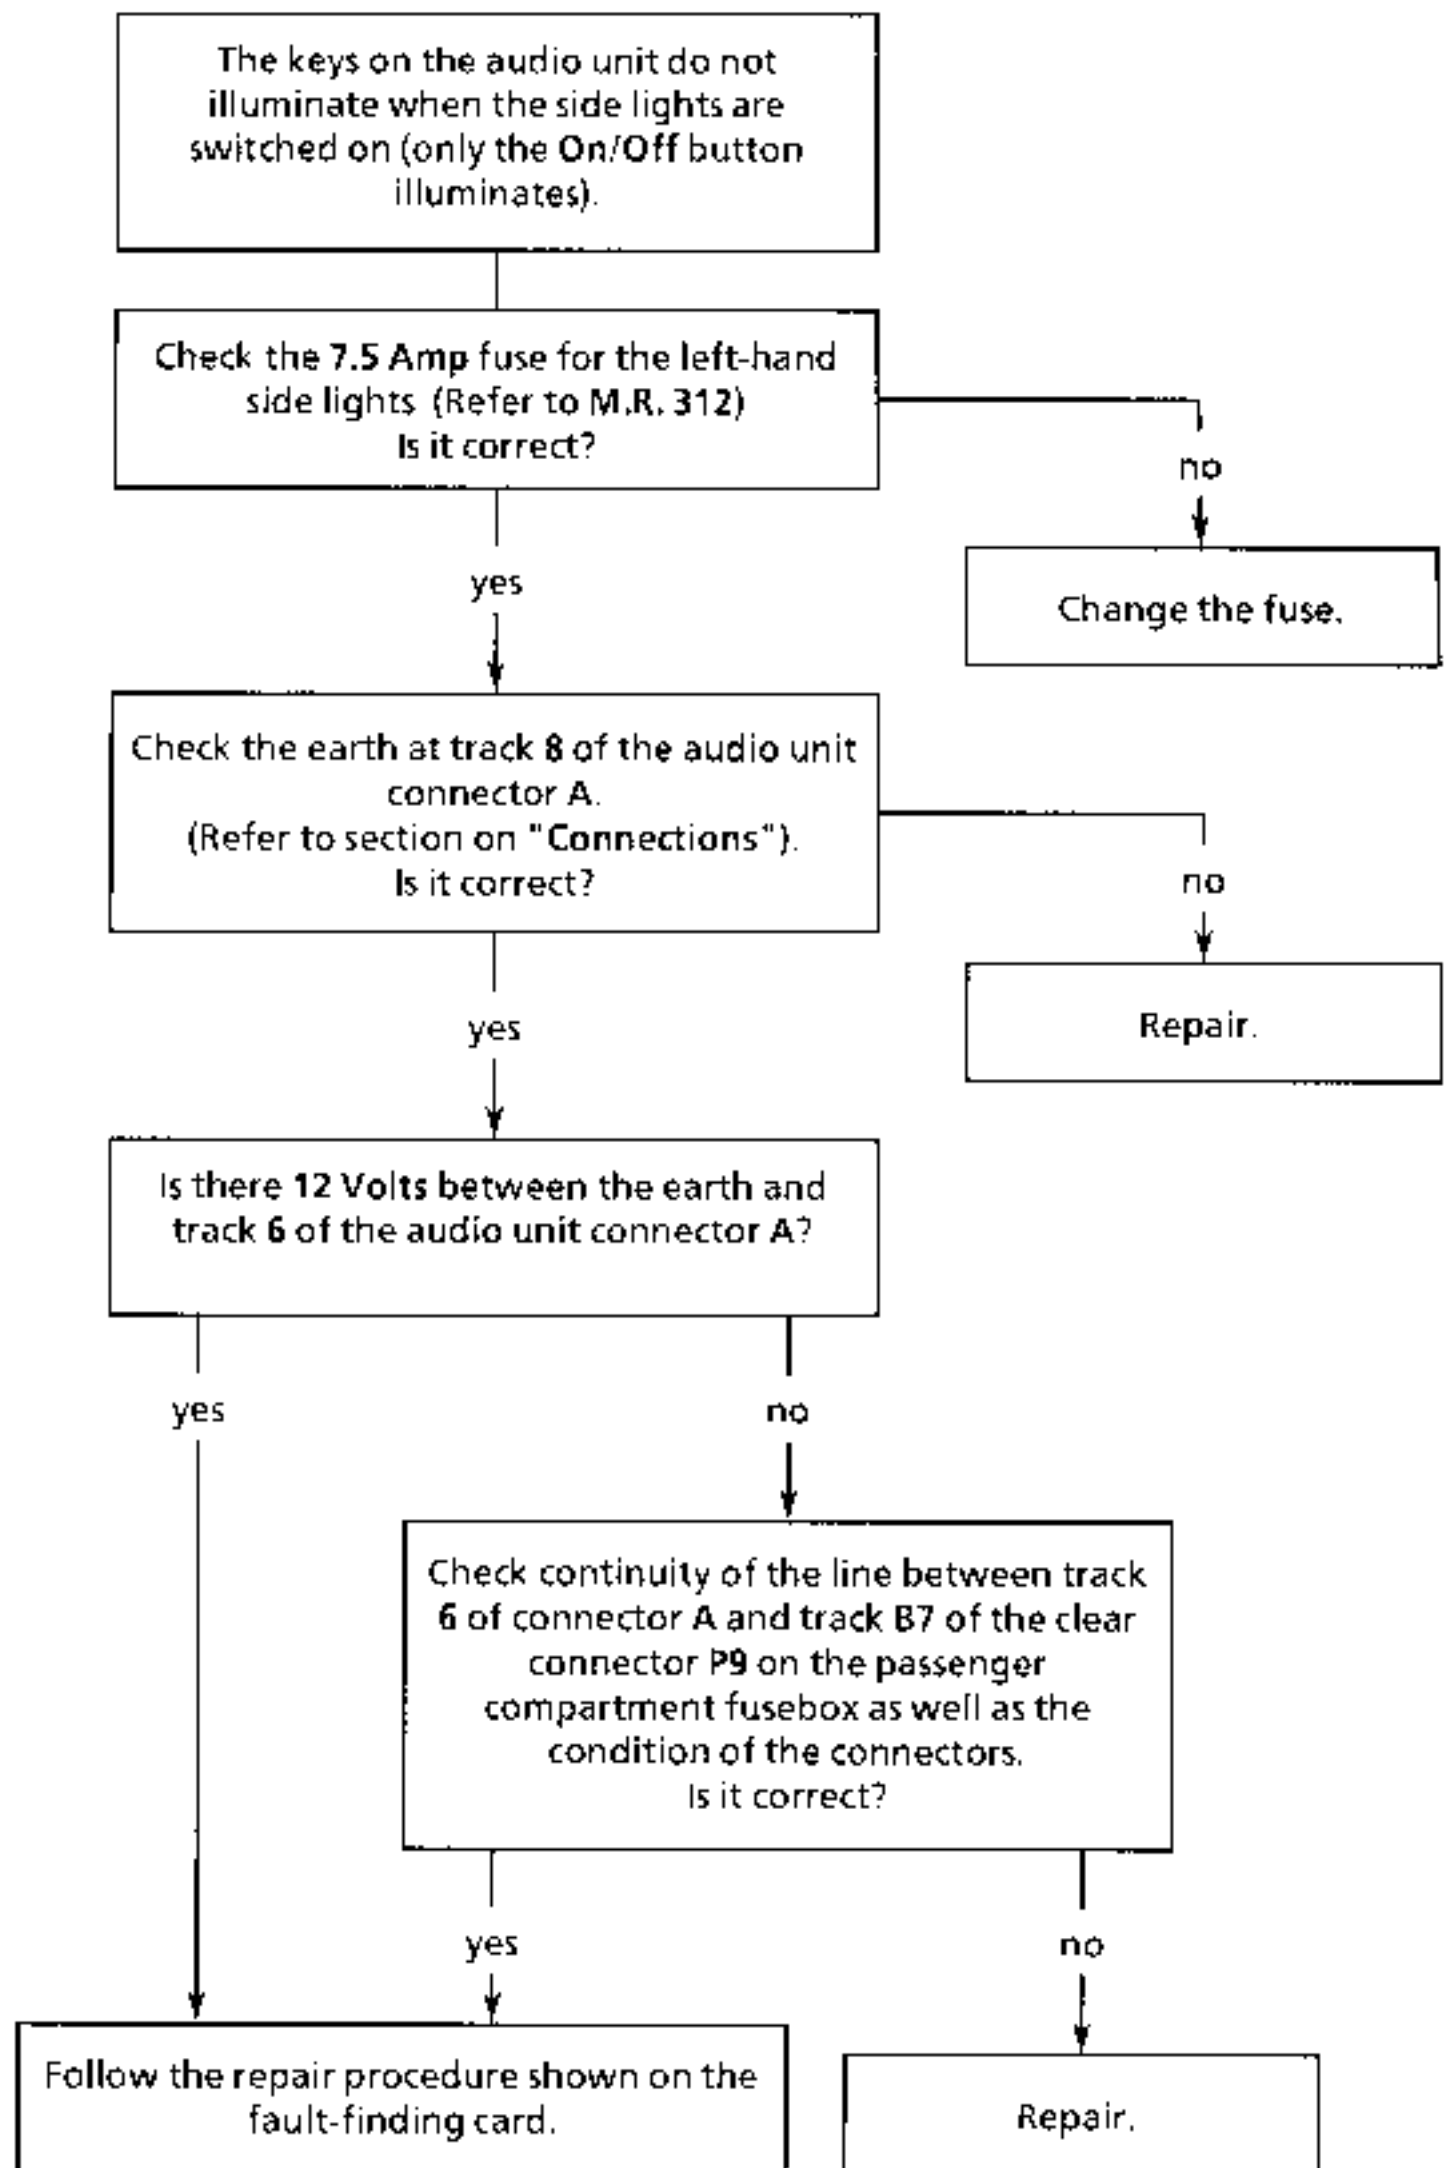 The keys on the audio unit do not
illuminate when the side lights are
switched on (only the On/Off button
illuminates).
Check the 7.5 Amp fuse for the left-hand
side lights (Refer to M.R. 312)
Is it correct?
no
yes
Change the fuse.
Check the earth at track 8 of the audio unit
connector A.
(Refer to section on "Connections").
Is it correct?
no
yes
Repair.
Is there 12 Volts between the earth and
track 6 of the audio unit connector A?
yes
no
Check continuity of the line between track
6 of connector A and track B7 of the clear
connector P9 on the passenger
compartment fusebox as well as the
condition of the connectors.
Is it correct?
yes
no
Follow the repair procedure shown on the
fault-finding card.
Repair.